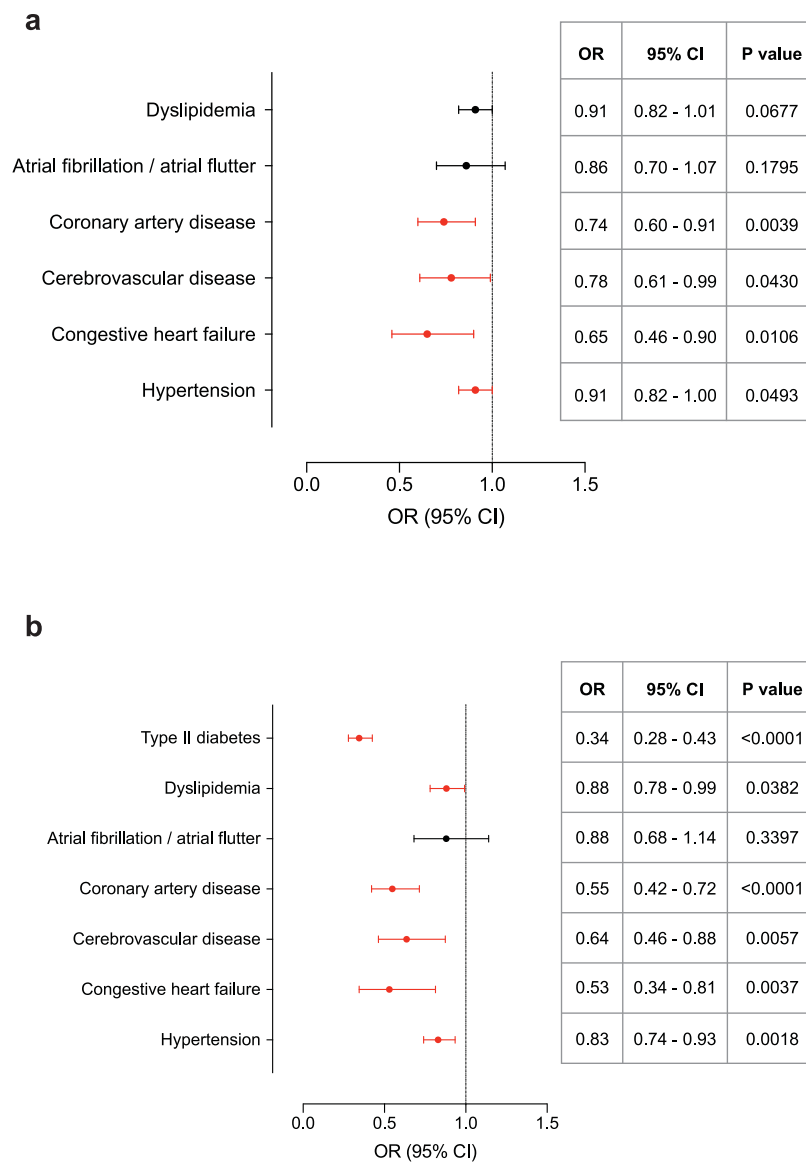 a
OR 95% CI P value
Dyslipidemia 0.91 0.82 - 1.01 0.0677
Atrial fibrillation / atrial flutter 0.86 0.70 - 1.07 0.1795
Coronary artery disease 0.74 0.60 - 0.91 0.0039
Cerebrovascular disease 0.78 0.61 - 0.99 0.0430
Congestive heart failure 0.65 0.46 - 0.90 0.0106
Hypertension 0.91 0.82 - 1.00 0.0493
0.0 0.5 1.0 1.5
OR (95% CI)
b
OR 95% CI P value
Type II diabetes 0.34 0.28 - 0.43 <0.0001
Dyslipidemia 0.88 0.78 - 0.99 0.0382
Atrial fibrillation / atrial flutter 0.88 0.68 - 1.14 0.3397
Coronary artery disease 0.55 0.42 - 0.72 <0.0001
Cerebrovascular disease 0.64 0.46 - 0.88 0.0057
Congestive heart failure 0.53 0.34 - 0.81 0.0037
Hypertension 0.83 0.74 - 0.93 0.0018
0.0 0.5 1.0 1.5
OR (95% CI)